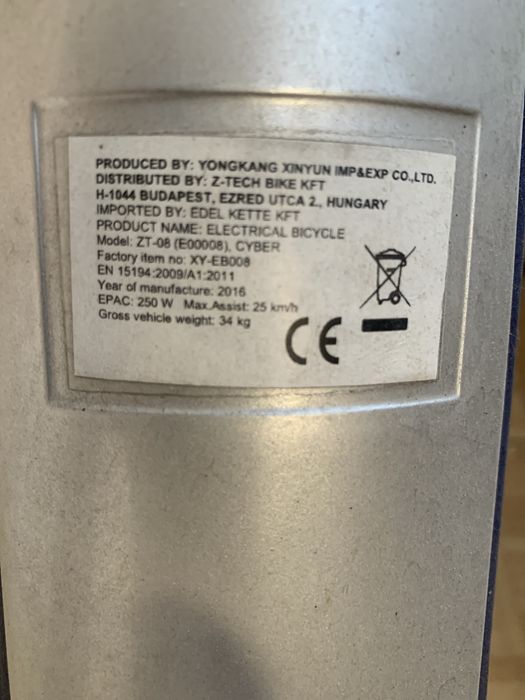 PRODUCED BY: YONGKANG XINYUN IMP&EXP CO.,LTD.
DISTRIBUTED BY: Z-TECH BIKE KFT
H-1044 BUDAPEST, EZRED UTCA 2., HUNGARY
IMPORTED BY: EDEL KETTE KFT
PRODUCT NAME: ELECTRICAL BICYCLE
Model: ZT-08 (E00008), CYBER
Factory item no: XY-EB008
EN 15194:2009/A1:2011
Year of manufacture: 2016
EPAC: 250 W Max.Assist: 25 km/h
Gross vehicle weight: 34 kg
CE